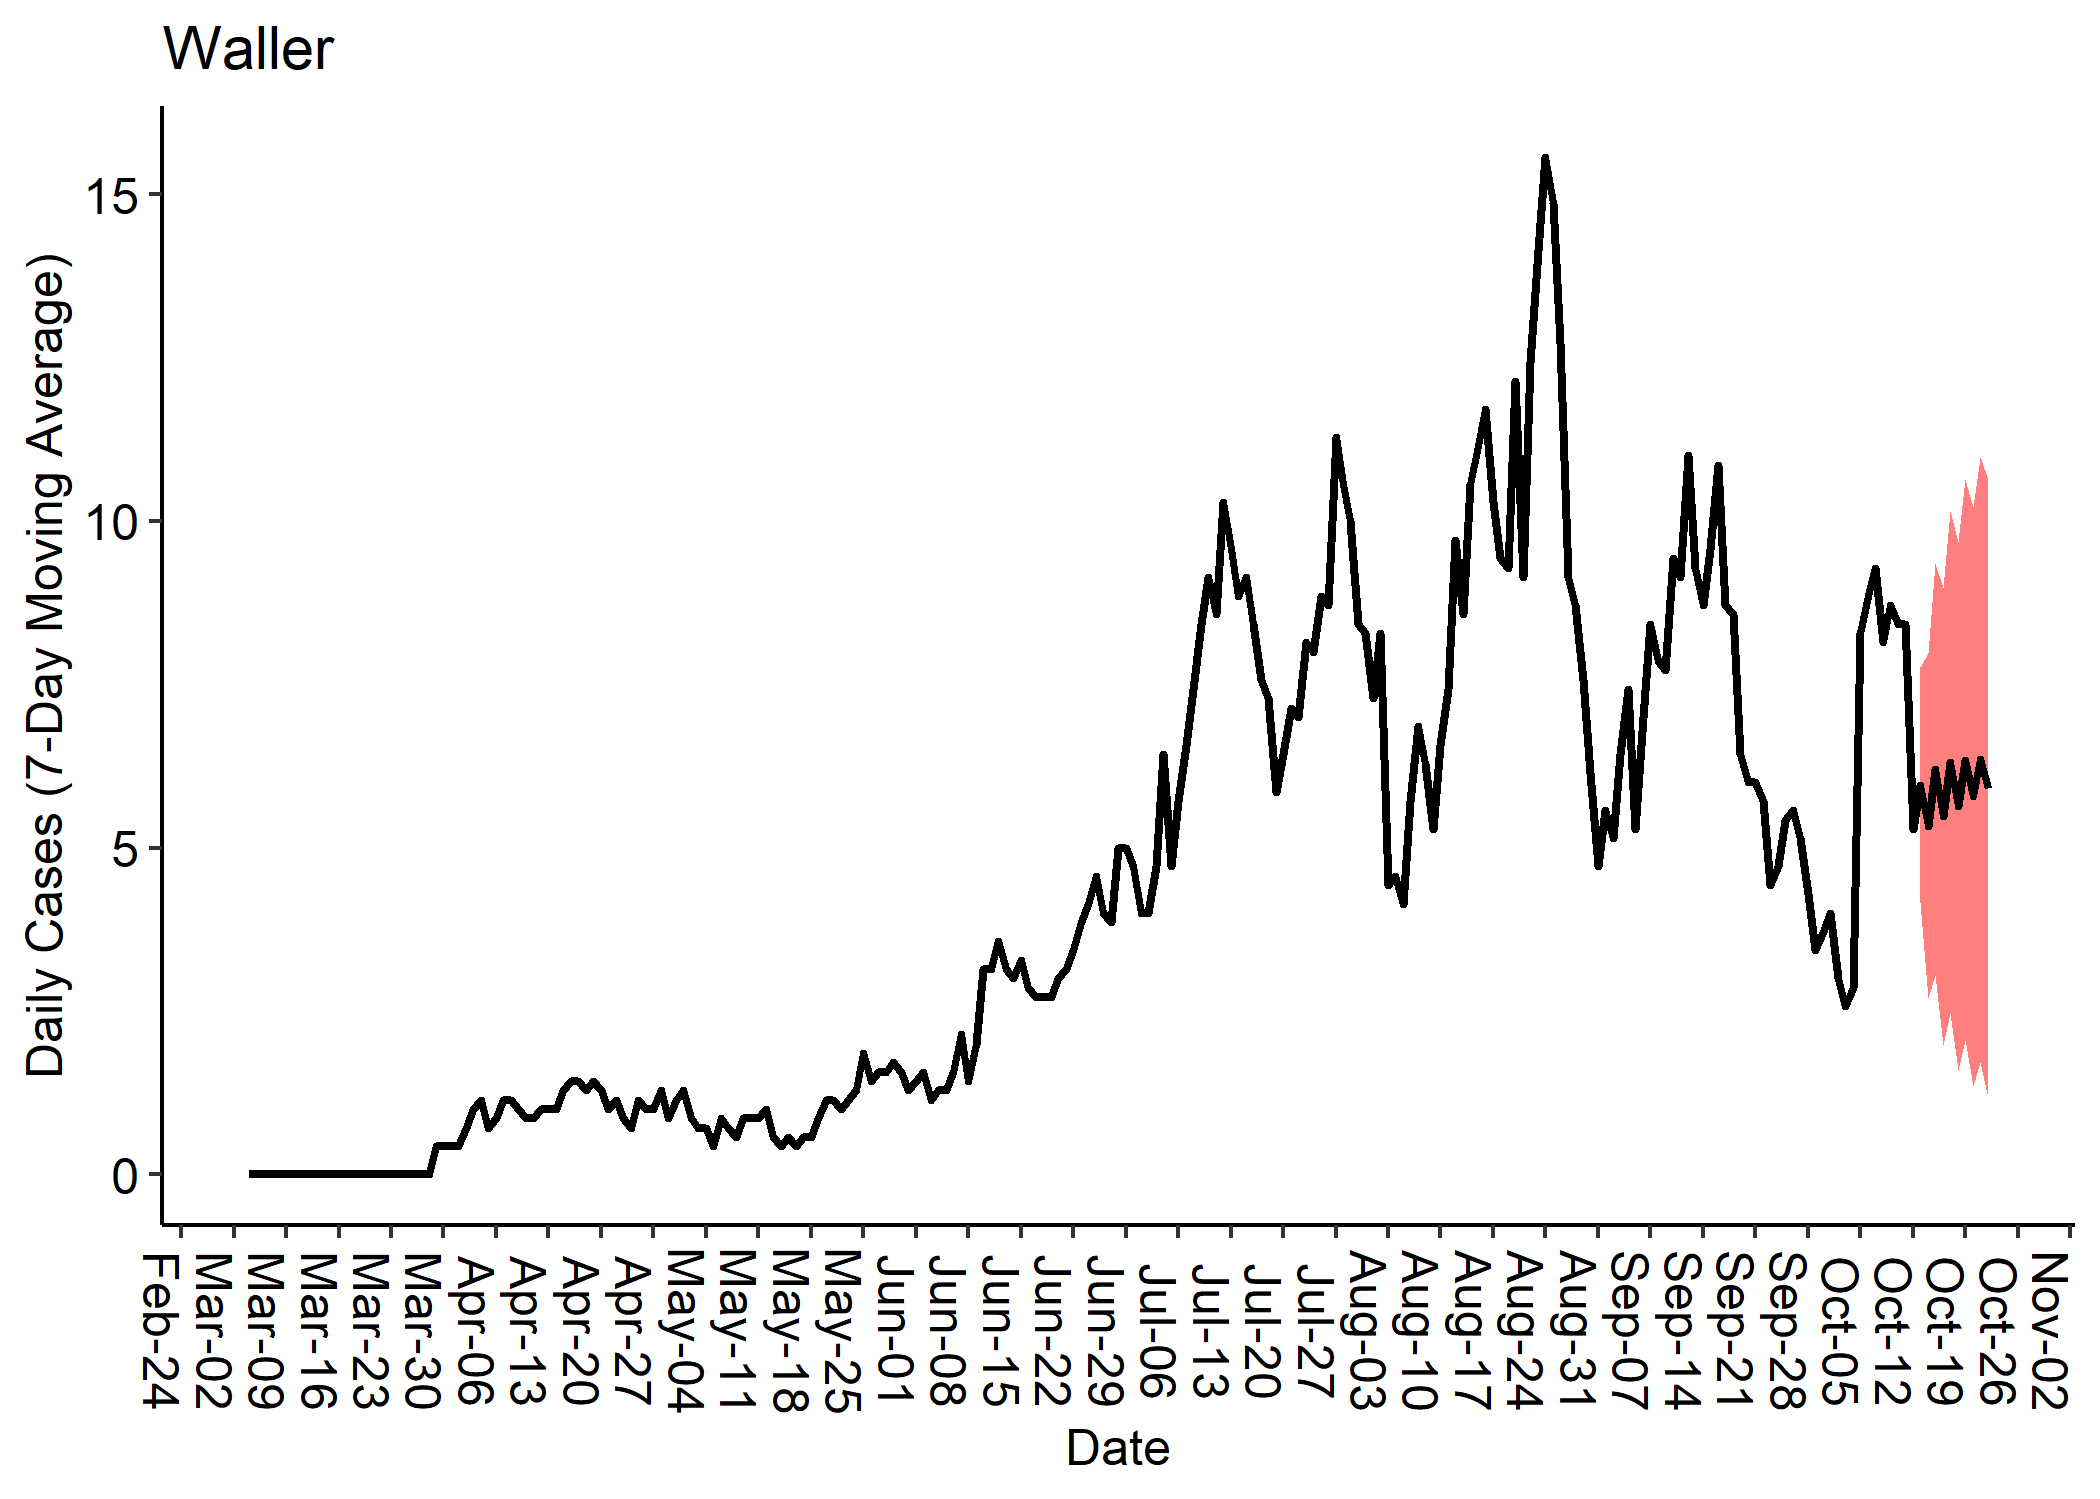 Waller
Daily Cases (7-Day Moving Average)
15
10
5
0
Feb-24
Mar-02
Mar-09
Mar-16
Mar-23
Mar-30
Apr-06
Apr-13
Apr-20
Apr-27
May-04
May-11
May-18
May-25
Jun-01
Jun-08
Jun-15
Jun-22
Jun-29
Jul-06
Jul-13
Jul-20
Jul-27
Aug-03
Aug-10
Aug-17
Aug-24
Aug-31
Sep-07
Sep-14
Sep-21
Sep-28
Oct-05
Oct-12
Oct-19
Oct-26
Nov-02
Date